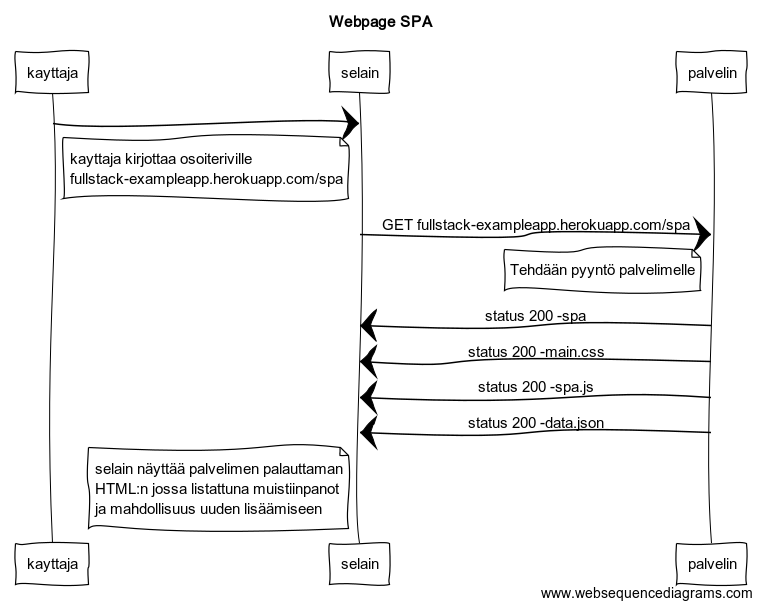 Webpage SPA
kayttaja
selain
palvelin
kayttaja kirjottaa osoiteriville
fullstack-exampleapp.herokuapp.com/spa
GET fullstack-exampleapp.herokuapp.com/spa
Tehdään pyyntö palvelimelle
status 200 -spa
status 200 -main.css
status 200 -spa.js
status 200 -data.json
selain näyttää palvelimen palauttaman
HTML:n jossa listattuna muistiinpanot
ja mahdollisuus uuden lisäämiseen
kayttaja
selain
palvelin
www.websequencediagrams.com